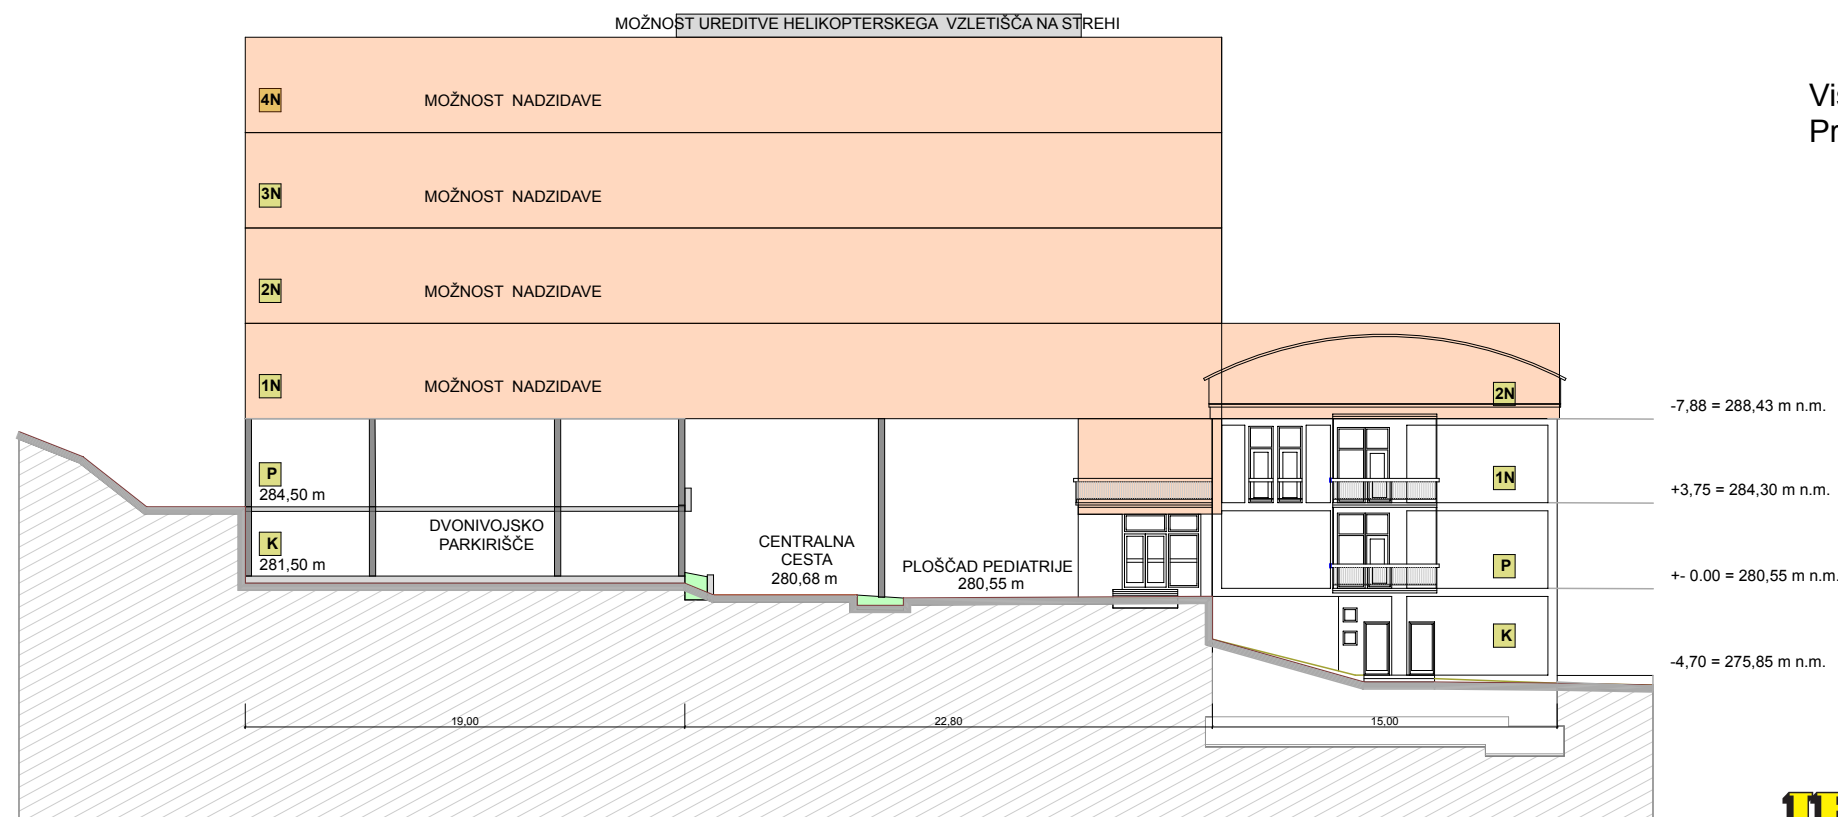 MOŽNOST UREDITVE HELIKOPTERSKEGA VZLETIŠČA NA STREHI
4N
MOŽNOST NADZIDAVE
3N
MOŽNOST NADZIDAVE
2N
MOŽNOST NADZIDAVE
1N
MOŽNOST NADZIDAVE
2N
-7,88 = 288,43 m n.m.
P
284,50 m
1N
+3,75 = 284,30 m n.m.
K
281,50 m
DVONIVOJSKO
PARKIRIŠČE
CENTRALNA
CESTA
280,68 m
PLOŠČAD PEDIATRIJE
280,55 m
P
+- 0.00 = 280,55 m n.m.
K
-4,70 = 275,85 m n.m.
19,00
22,80
15,00